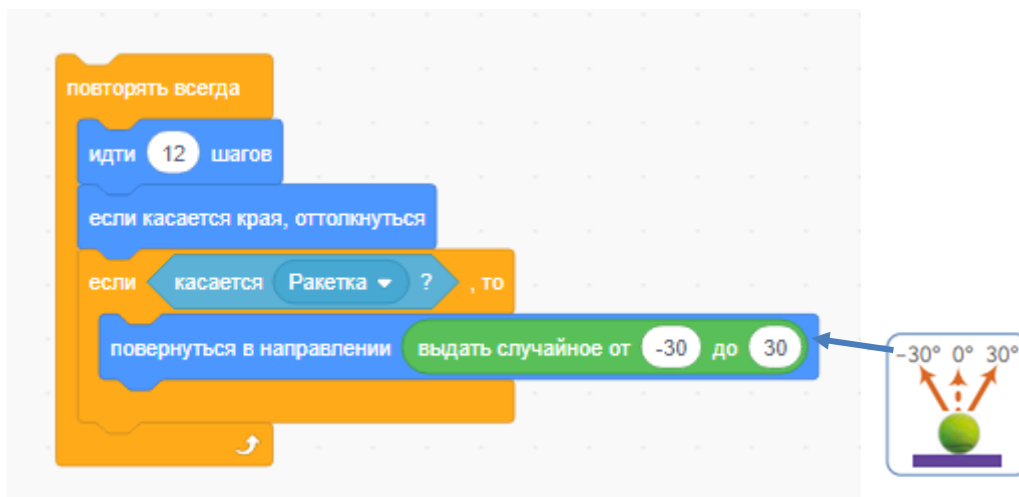 повторять всегда
идти 12 шагов
если касается края, оттолкнуться
если касается Ракетка ? , то
повернуться в направлении выдать случайное от -30 до 30
-30° 0° 30°